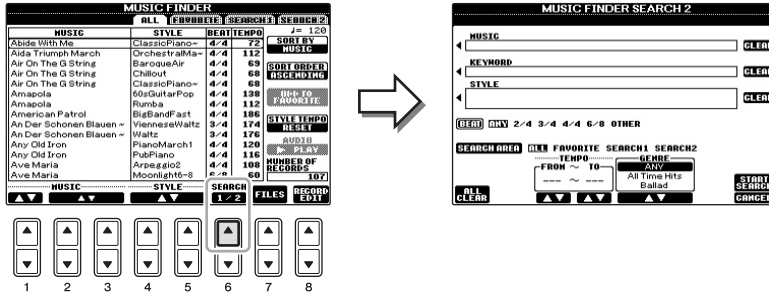 MUSIC FINDER
ALL FAVORITE SEARCH1 SEARCH2
MUSIC STYLE BEAT TEMPO ♩= 120
Abide With Me ClassicPiano~ 4/4 72 SORT BY MUSIC
Aida Triumph March OrchestralMa~ 4/4 112
Air On The G String BaroqueAir 4/4 69 SORT ORDER
Air On The G String Chillout 4/4 68 ASCENDING
Air On The G String ClassicPiano~ 4/4 68
Amapola 60sGuitarPop 4/4 138 ADD TO
Amapola Rumba 4/4 112 FAVORITE
American Patrol BigBandFast 4/4 186
An Der Schonen Blauen ~ VienneseWaltz 3/4 174 STYLE TEMPO
An Der Schonen Blauen ~ Waltz 3/4 176 RESET
Any Old Iron PianoMarch1 4/4 120 AUDIO
Any Old Iron PubPiano 4/4 116 ▶ PLAY
Ave Maria Arpeggio2 4/4 108 NUMBER OF RECORDS
Ave Maria Moonlight6-8 6/8 60 107
MUSIC STYLE SEARCH
▲▼ ▲▼ ▲▼ 1 / 2 FILES RECORD EDIT
1 2 3 4 5 6 7 8
MUSIC FINDER SEARCH 2
MUSIC
CLEAR
KEYWORD
CLEAR
STYLE
CLEAR
BEAT ANY 2/4 3/4 4/4 6/8 OTHER
SEARCH AREA ALL FAVORITE SEARCH1 SEARCH2
TEMPO GENRE
FROM ~ TO ANY
--- ~ --- All Time Hits
Ballad
ALL CLEAR ▲▼ ▲▼ ▲▼
START SEARCH
CANCEL